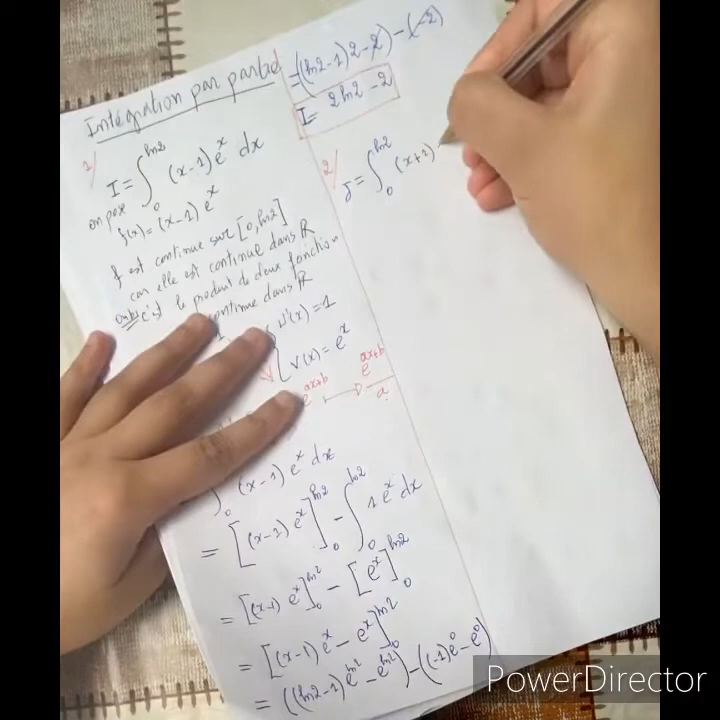 Intégration par partie
1/
I = ∫₀^ln2 (x-1) e^x dx
on pose
f(x) = (x-1) e^x
f est continue sur [0, ln2]
car elle est continue dans ℝ
c'est le produit de deux fonction
continue dans ℝ
u'(x) = 1
v(x) = e^x
e^(ax+b) ⟼ e^(ax+b)/a
∫₀ (x-1) e^x dx
= [(x-1) e^x]₀^ln2 - ∫₀^ln2 1 e^x dx
= [(x-1) e^x]₀^ln2 - [e^x]₀^ln2
= [(x-1) e^x - e^x]₀^ln2
= ((ln2-1) e^ln2 - e^ln2) - ((-1) e^0 - e^0)
= ((ln2-1) 2 - 2) - (-2)
I = 2 ln2 - 2
2/
J = ∫₀^ln2 (x+2)
PowerDirector